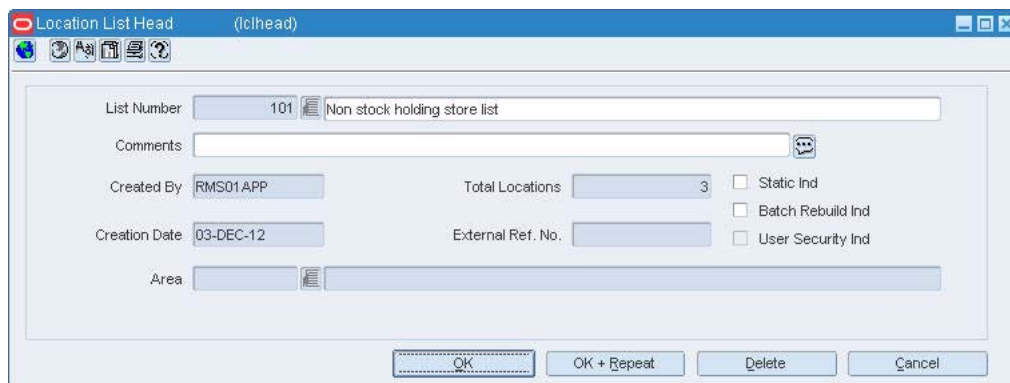 Location List Head (lclhead)
List Number 101 Non stock holding store list
Comments
Created By RMS01APP Total Locations 3 Static Ind
Batch Rebuild Ind
Creation Date 03-DEC-12 External Ref. No. User Security Ind
Area
OK OK + Repeat Delete Cancel